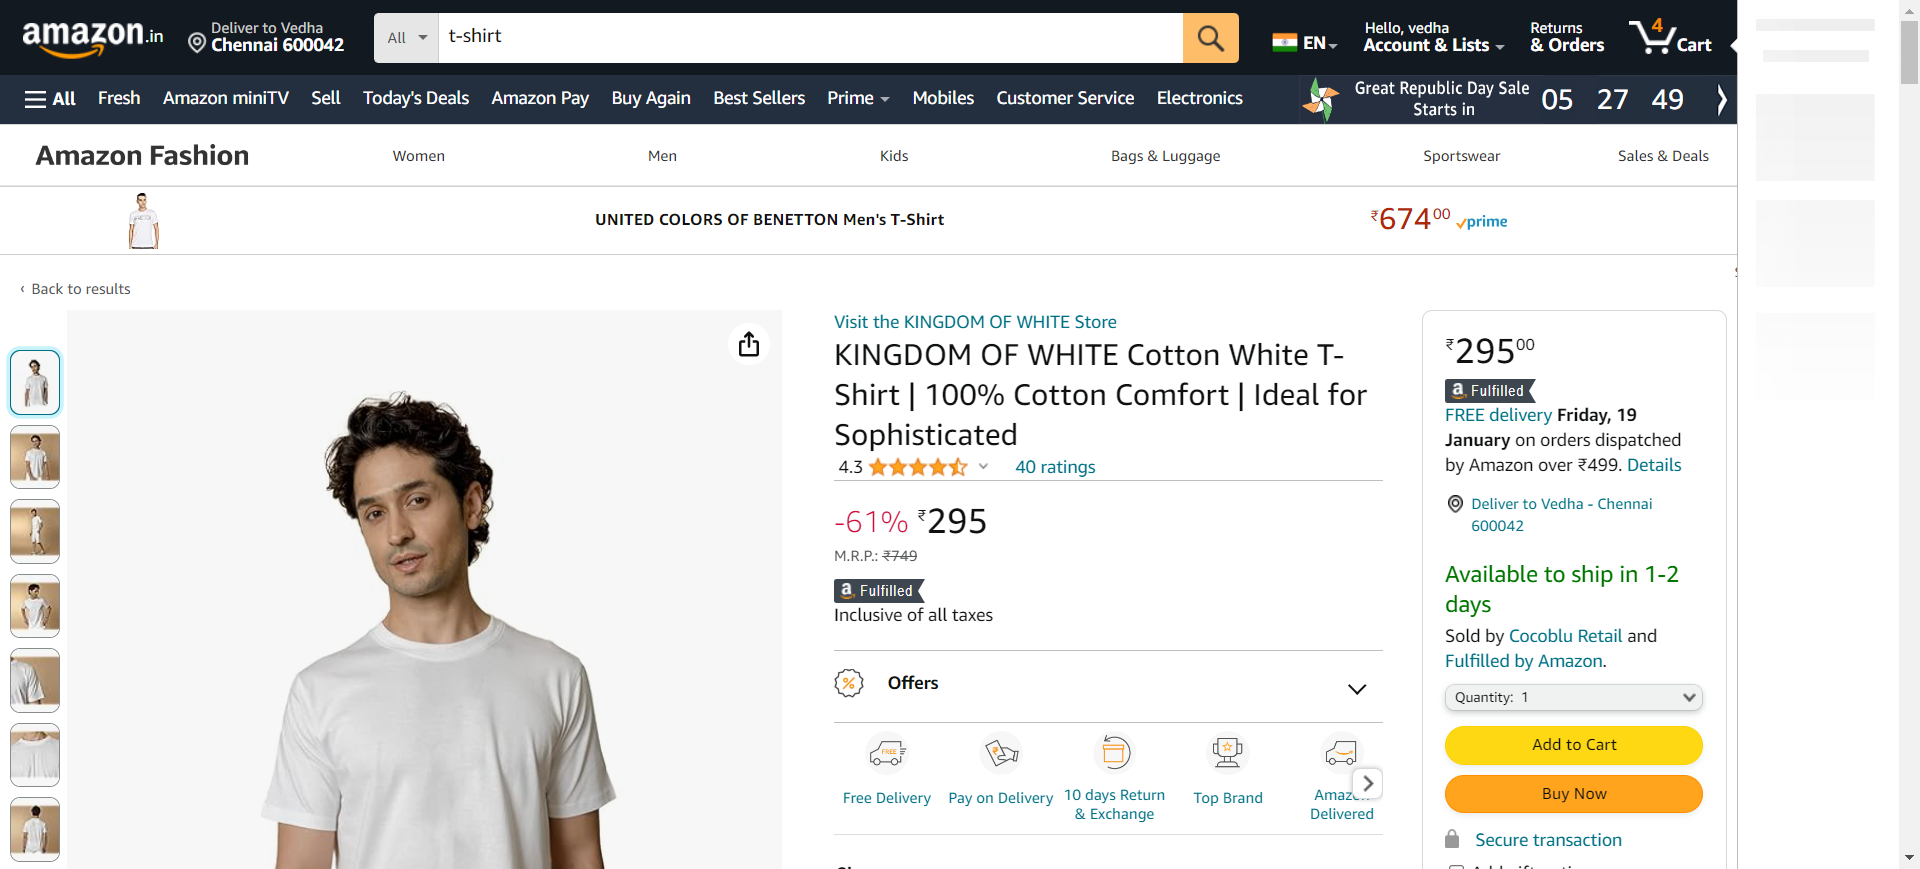 amazon.in
Deliver to Vedha
Chennai 600042
All
t-shirt
EN
Hello, vedha
Account & Lists
Returns
& Orders
4
Cart
All
Fresh
Amazon miniTV
Sell
Today's Deals
Amazon Pay
Buy Again
Best Sellers
Prime
Mobiles
Customer Service
Electronics
Great Republic Day Sale
Starts in
05 27 49
Amazon Fashion
Women
Men
Kids
Bags & Luggage
Sportswear
Sales & Deals
UNITED COLORS OF BENETTON Men's T-Shirt
₹67400
prime
‹ Back to results
Visit the KINGDOM OF WHITE Store
KINGDOM OF WHITE Cotton White T-
Shirt | 100% Cotton Comfort | Ideal for
Sophisticated
4.3
40 ratings
-61% ₹295
M.R.P.: ₹749
a Fulfilled
Inclusive of all taxes
% Offers
FREE
Free Delivery
Pay on Delivery
10 days Return
& Exchange
Top Brand
Amazon
Delivered
₹29500
a Fulfilled
FREE delivery Friday, 19
January on orders dispatched
by Amazon over ₹499. Details
Deliver to Vedha - Chennai
600042
Available to ship in 1-2
days
Sold by Cocoblu Retail and
Fulfilled by Amazon.
Quantity: 1
Add to Cart
Buy Now
Secure transaction